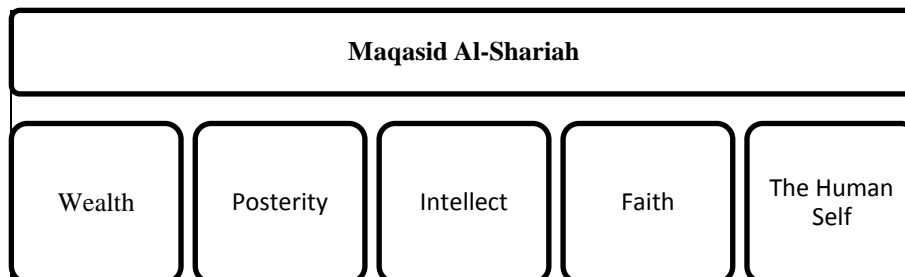 Maqasid Al-Shariah
Wealth
Posterity
Intellect
Faith
The Human
Self